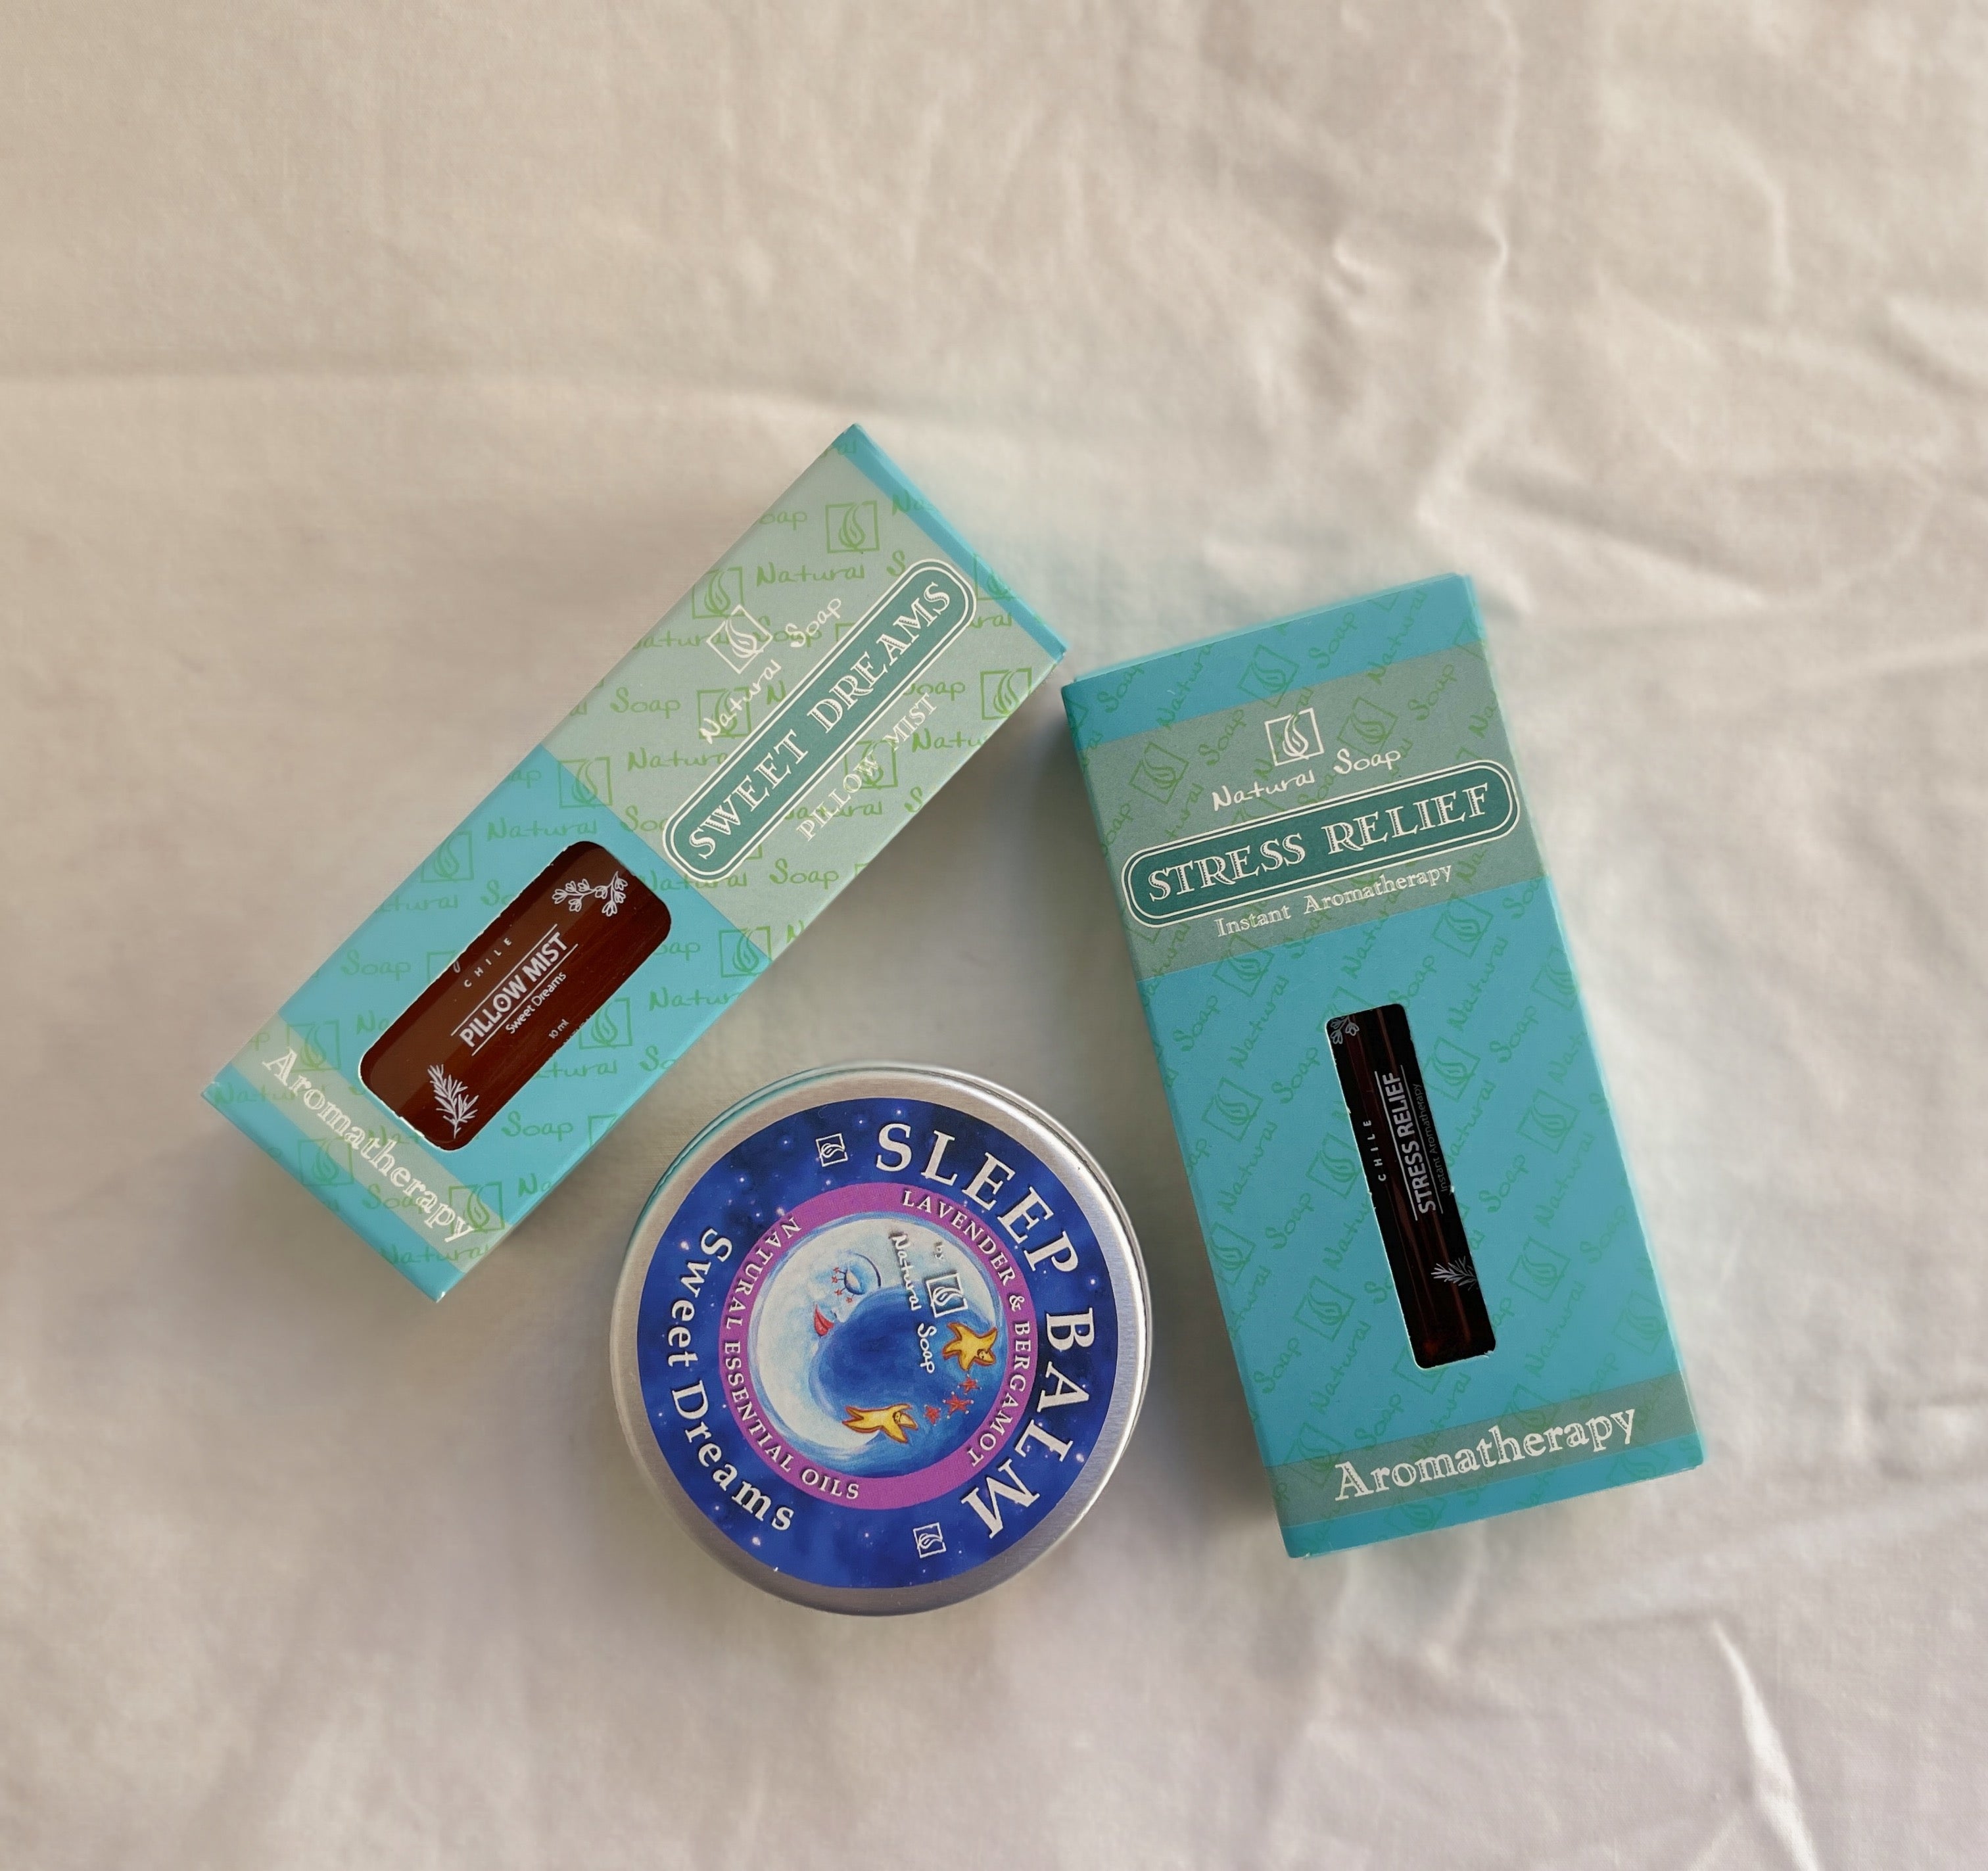 Natural Soap
SWEET DREAMS
PILLOW MIST
CHILE
PILLOW MIST
Sweet Dreams
10 ml
Aromatherapy
Natural Soap
STRESS RELIEF
Instant Aromatherapy
CHILE
STRESS RELIEF
Instant Aromatherapy
Aromatherapy
SLEEP BALM
LAVENDER & BERGAMOT
by
Natural Soap
NATURAL ESSENTIAL OILS
Sweet Dreams